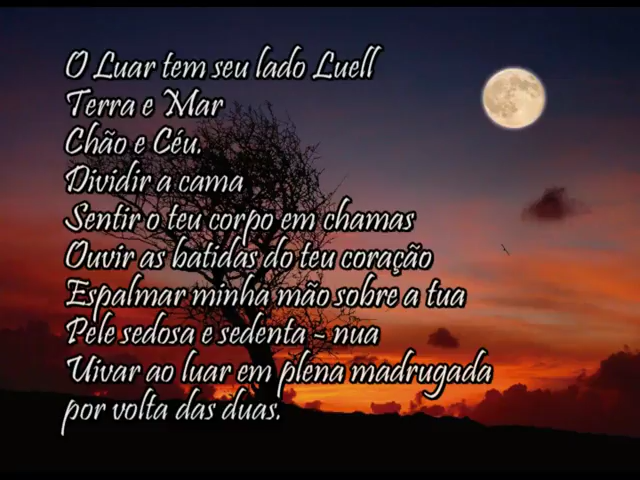 O Luar tem seu lado Luell
Terra e Mar
Chão e Céu.
Dividir a cama
Sentir o teu corpo em chamas
Ouvir as batidas do teu coração
Espalmar minha mão sobre a tua
Pele sedosa e sedenta - nua
Uivar ao luar em plena madrugada
por volta das duas.